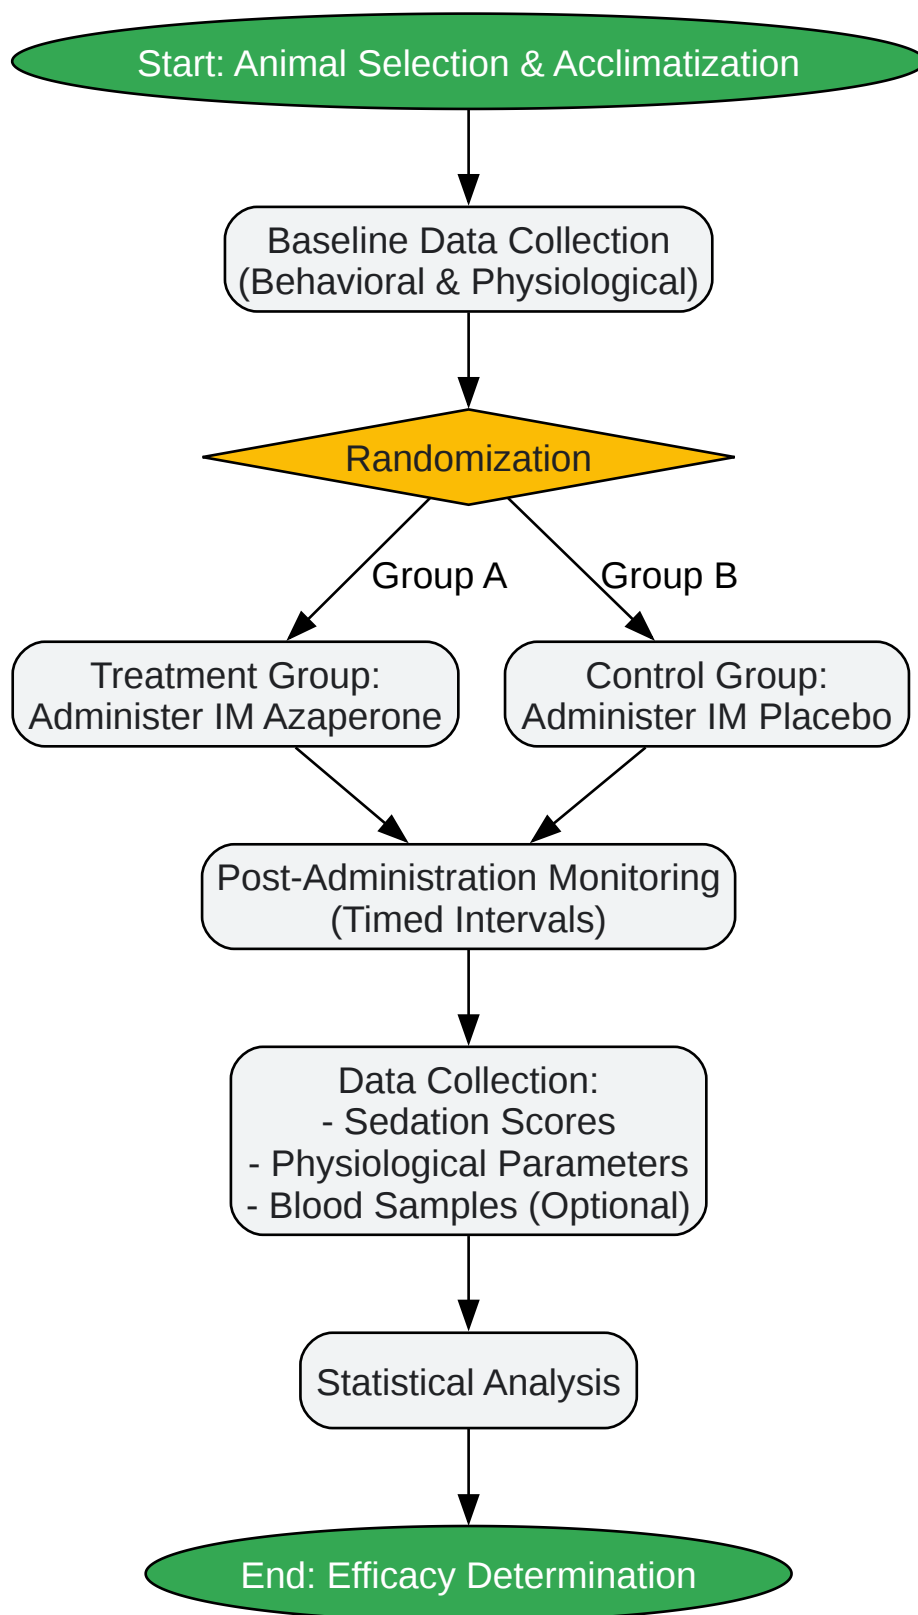 Start: Animal Selection & Acclimatization
Baseline Data Collection
(Behavioral & Physiological)
Randomization
Group A
Group B
Treatment Group:
Administer IM Azaperone
Control Group:
Administer IM Placebo
Post-Administration Monitoring
(Timed Intervals)
Data Collection:
- Sedation Scores
- Physiological Parameters
- Blood Samples (Optional)
Statistical Analysis
End: Efficacy Determination